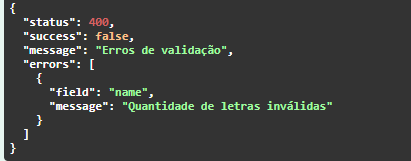 {
"status": 400,
"success": false,
"message": "Erros de validação",
"errors": [
{
"field": "name",
"message": "Quantidade de letras inválidas"
}
]
}